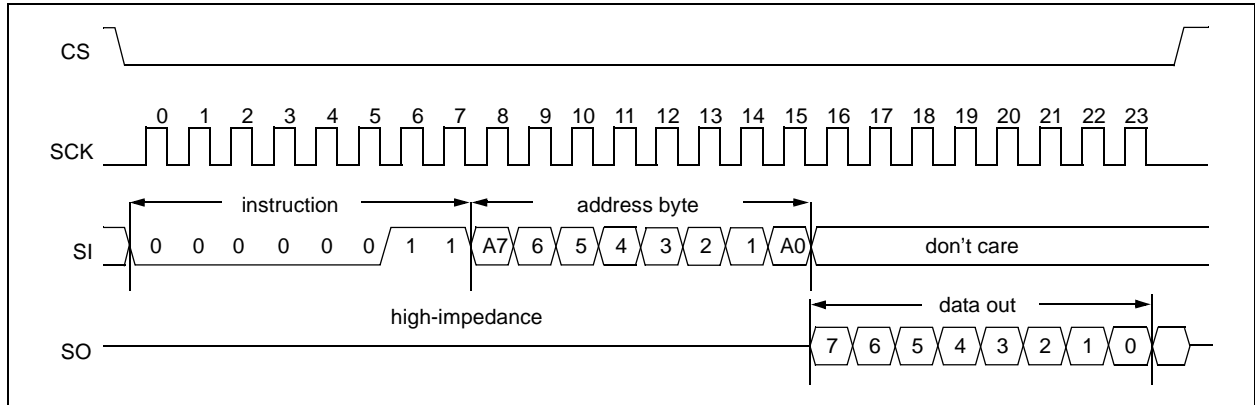 CS
0 1 2 3 4 5 6 7 8 9 10 11 12 13 14 15 16 17 18 19 20 21 22 23
SCK
instruction address byte
SI 0 0 0 0 0 0 1 1 A7 6 5 4 3 2 1 A0 don't care
high-impedance data out
SO 7 6 5 4 3 2 1 0